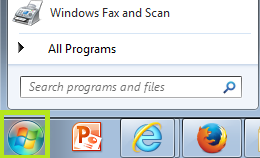 Windows Fax and Scan
All Programs
Search programs and files
P